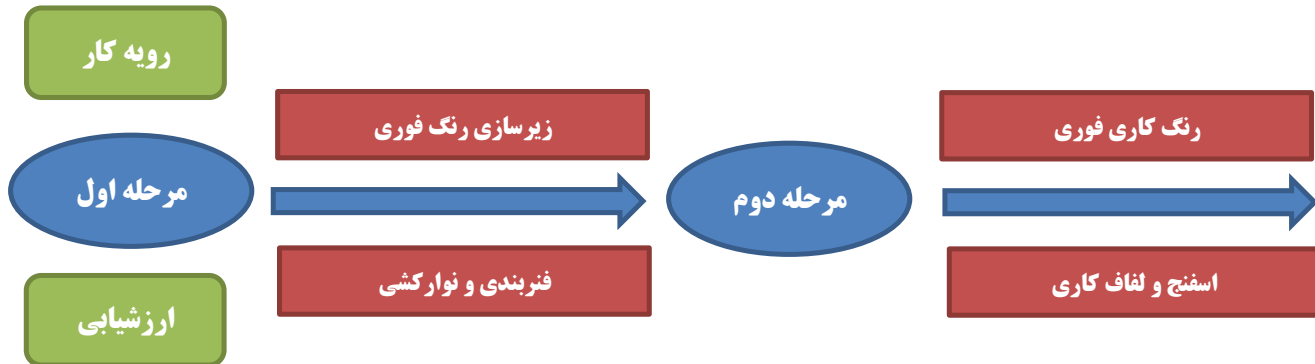 رویه کار
زیرسازی رنگ فوری
رنگ کاری فوری
مرحله اول
مرحله دوم
فنربندی و نوارکشی
اسفنج و لفاف کاری
ارزشیابی